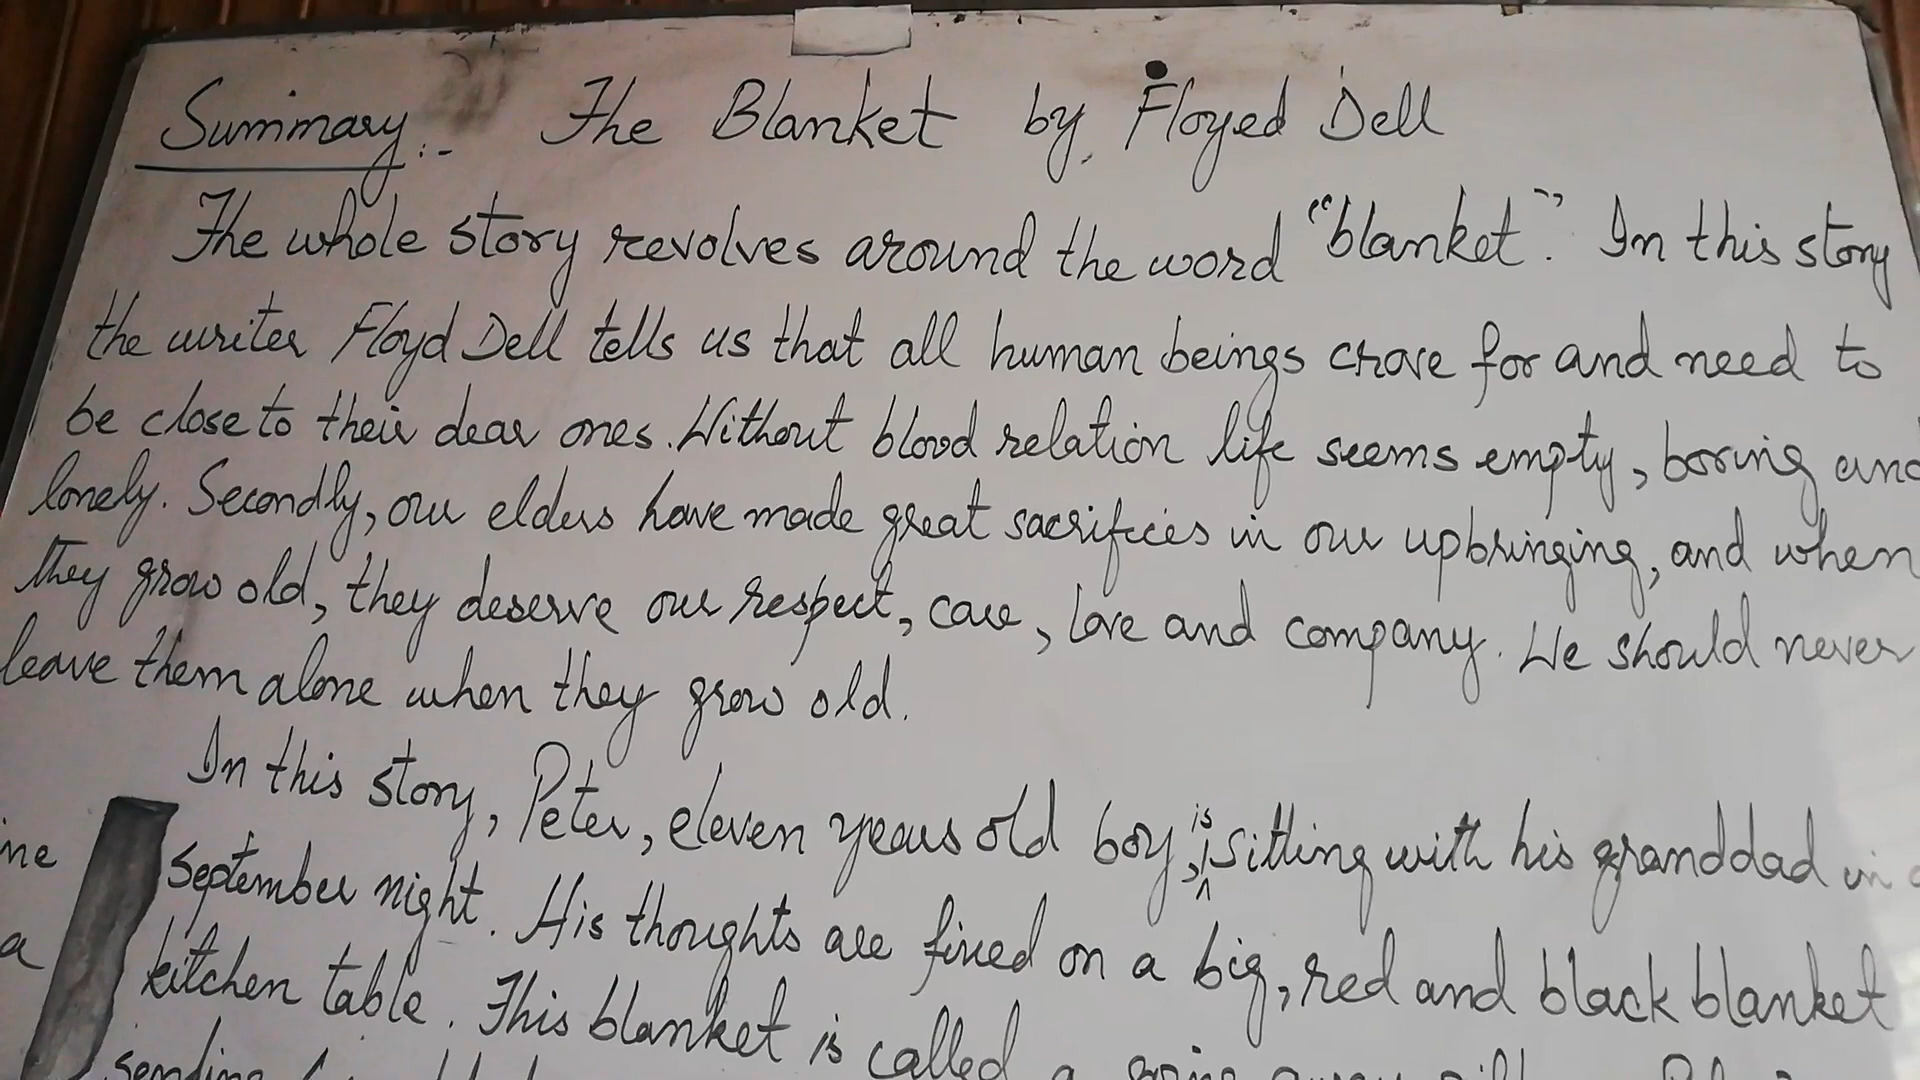 Summary:- The Blanket by Floyed Dell
The whole story revolves around the word "blanket". In this story
the writer Floyd Dell tells us that all human beings crave for and need to
be close to their dear ones. Without blood relation life seems empty, boring and
lonely. Secondly, our elders have made great sacrifices in our upbringing, and when
they grow old, they deserve our respect, care, love and company. We should never
leave them alone when they grow old.
In this story, Peter, eleven years old boy, is sitting with his granddad in a
September night. His thoughts are fixed on a big, red and black blanket
kitchen table. This blanket is called a going away
sending